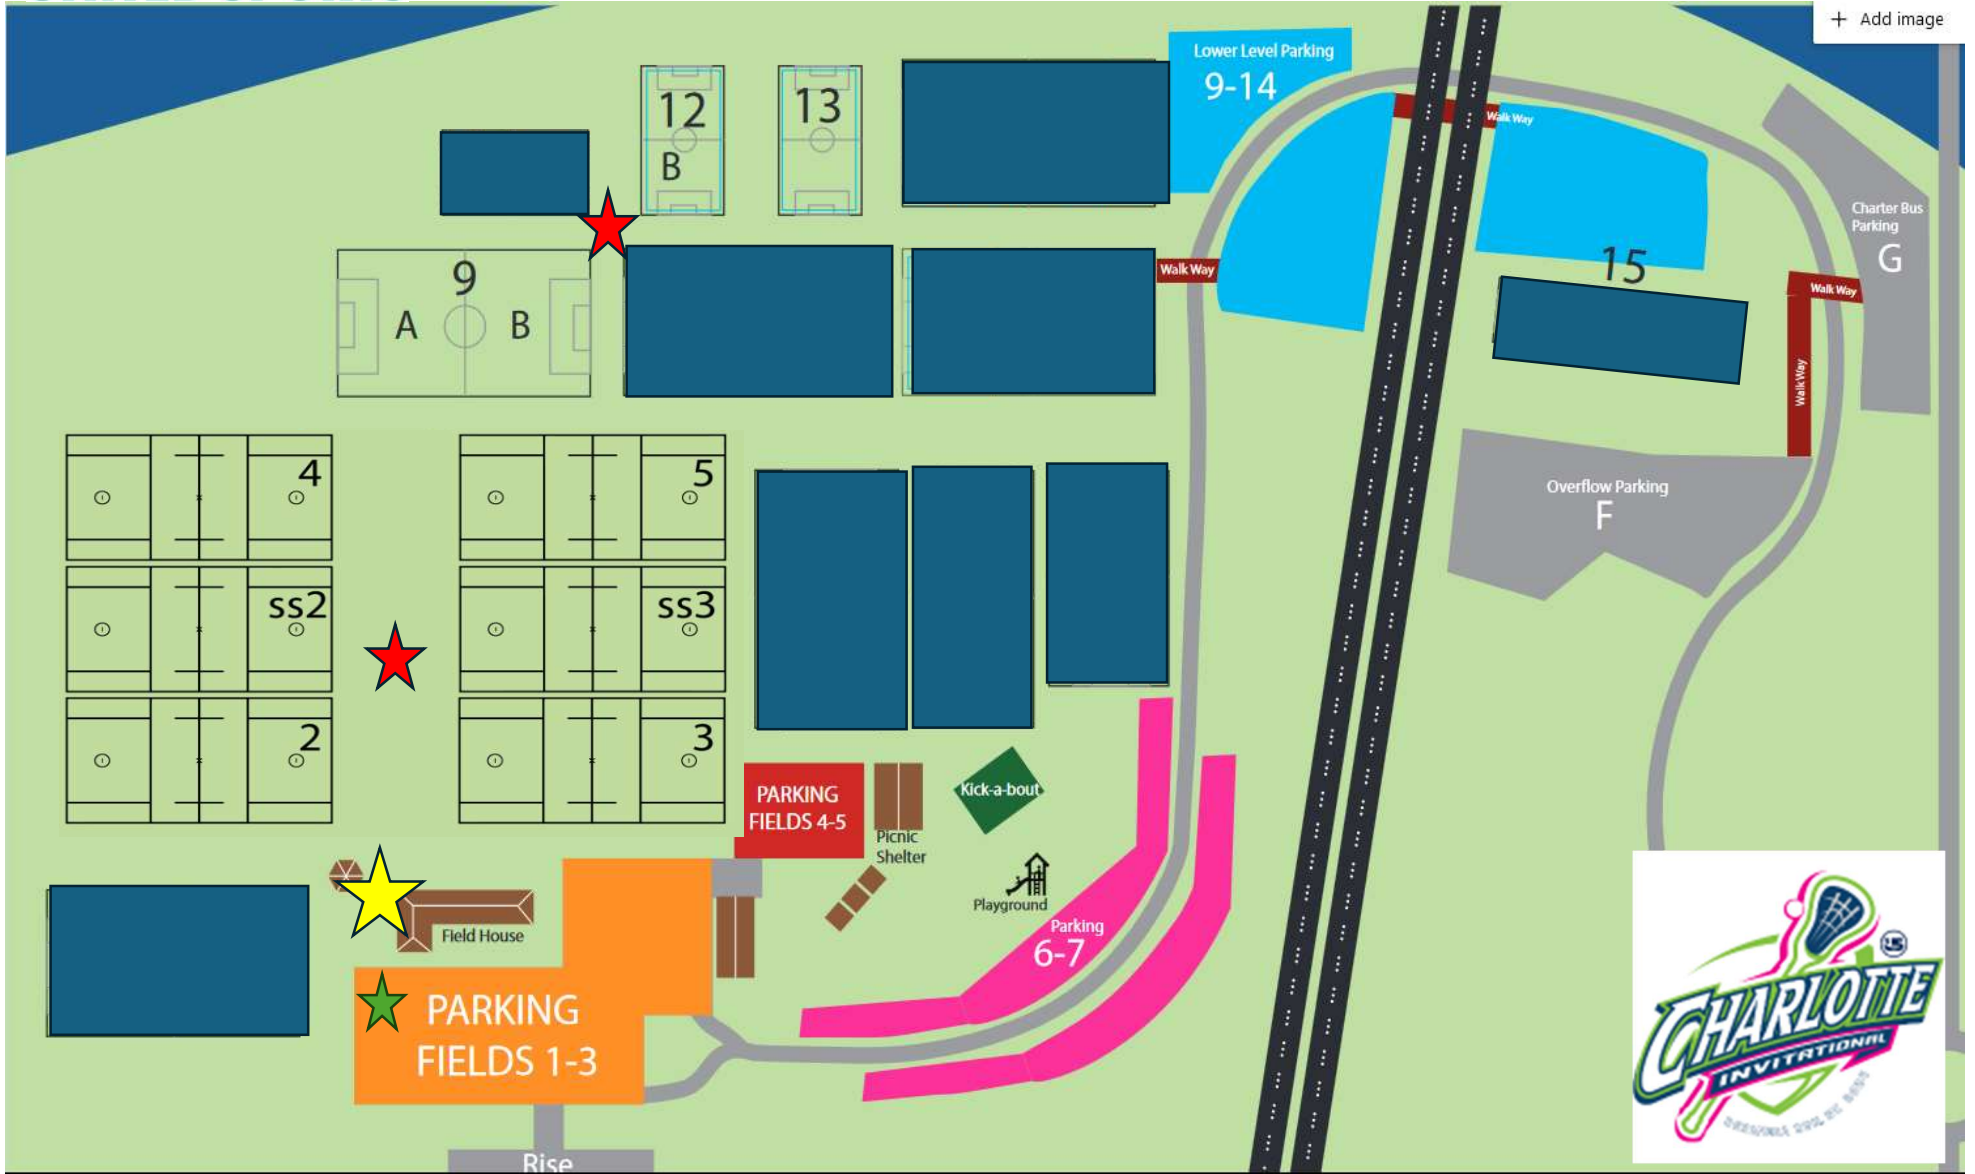 + Add image
Lower Level Parking
9-14
12
B
13
Walk Way
Charter Bus
Parking
G
9
A B
Walk Way
15
Walk Way
Walk Way
4
5
Overflow Parking
F
ss2
ss3
2
3
PARKING
FIELDS 4-5
Kick-a-bout
Picnic
Shelter
Playground
Field House
Parking
6-7
PARKING
FIELDS 1-3
Rise
CHARLOTTE
INVITATIONAL